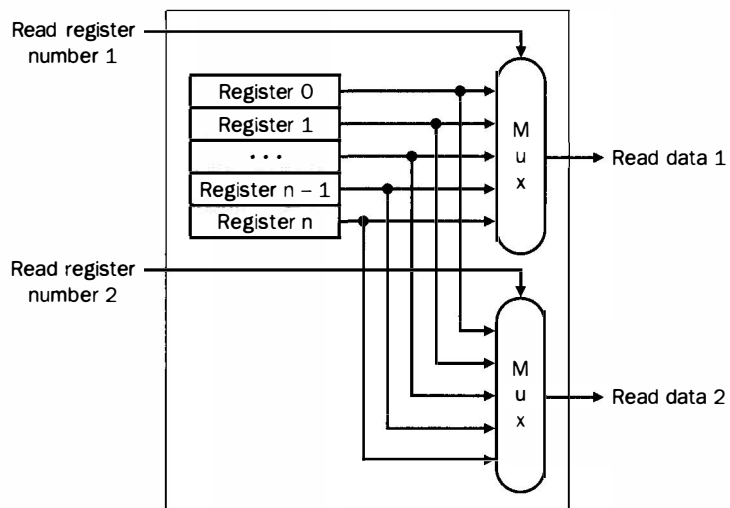 Read register
number 1
Register 0
Register 1
...
Register n – 1
Register n
M
u
x
Read data 1
Read register
number 2
M
u
x
Read data 2